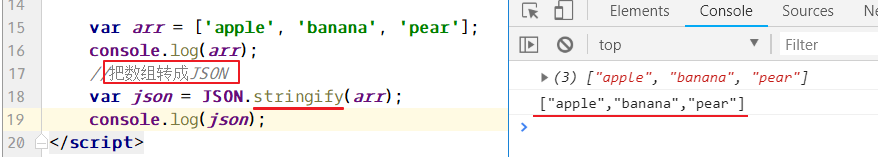 14
15 var arr = ['apple', 'banana', 'pear'];
16 console.log(arr);
17 //把数组转成JSON
18 var json = JSON.stringify(arr);
19 console.log(json);
20 </script>
Elements Console Sources Ne
top Filter
(3) ["apple", "banana", "pear"]
["apple","banana","pear"]